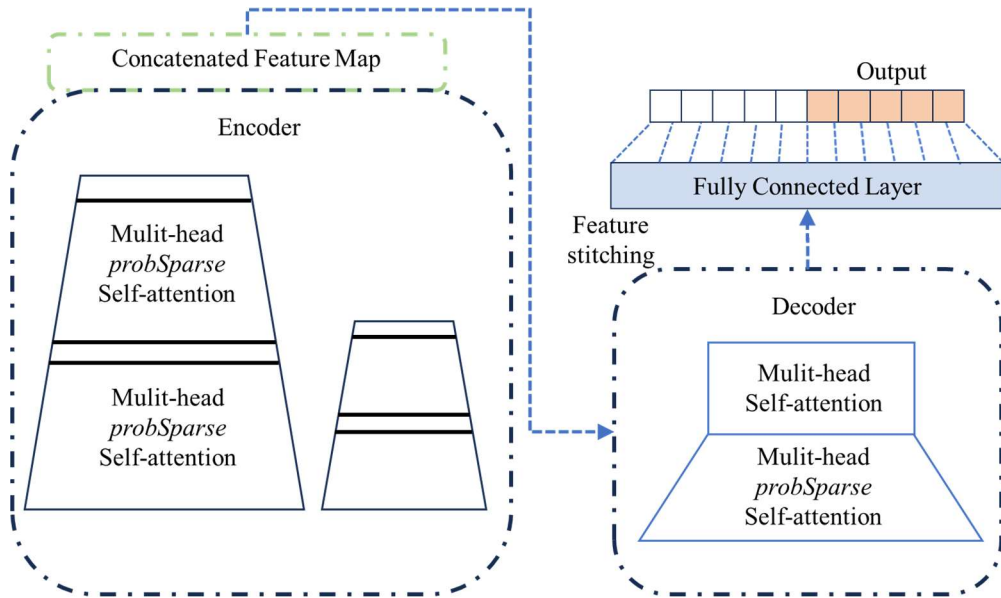 Concatenated Feature Map
Encoder
Mulit-head
probSparse
Self-attention
Mulit-head
probSparse
Self-attention
Output
Fully Connected Layer
Feature
stitching
Decoder
Mulit-head
Self-attention
Mulit-head
probSparse
Self-attention